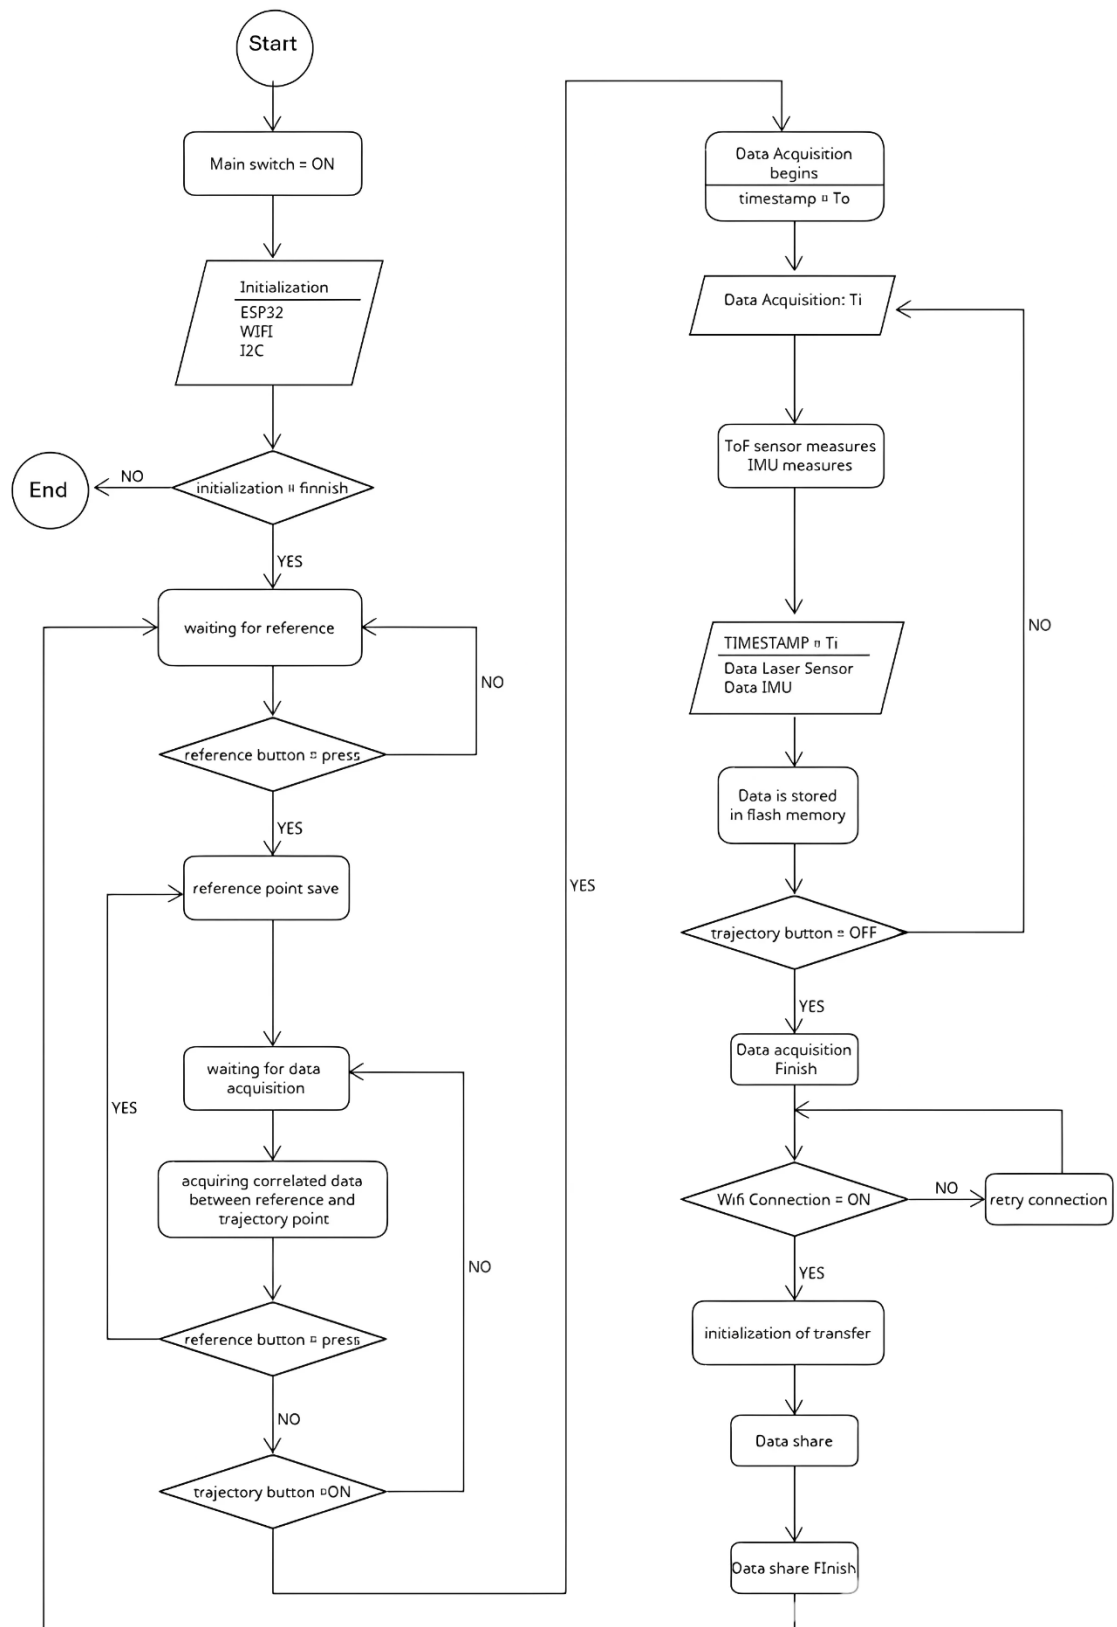 Start
Main switch = ON
Initialization
ESP32
WIFI
I2C
initialization = finnish
NO
End
YES
waiting for reference
NO
reference button = press
YES
reference point save
waiting for data
acquisition
YES
acquiring correlated data
between reference and
trajectory point
NO
reference button = press
NO
trajectory button =ON
YES
Data Acquisition
begins
timestamp = To
Data Acquisition: Ti
ToF sensor measures
IMU measures
NO
TIMESTAMP = Ti
Data Laser Sensor
Data IMU
Data is stored
in flash memory
trajectory button = OFF
YES
Data acquisition
Finish
Wifi Connection = ON
NO
retry connection
YES
initialization of transfer
Data share
Data share FInish